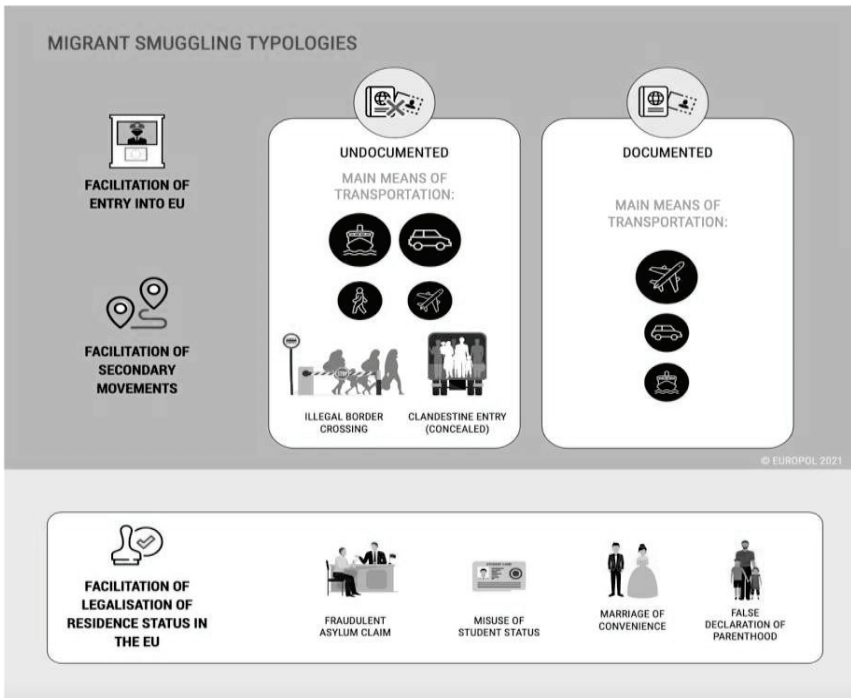 MIGRANT SMUGGLING TYPOLOGIES
FACILITATION OF
ENTRY INTO EU
FACILITATION OF
SECONDARY
MOVEMENTS
UNDOCUMENTED
MAIN MEANS OF
TRANSPORTATION:
ILLEGAL BORDER
CROSSING
CLANDESTINE ENTRY
(CONCEALED)
DOCUMENTED
MAIN MEANS OF
TRANSPORTATION:
© EUROPOL 2021
FACILITATION OF
LEGALISATION OF
RESIDENCE STATUS IN
THE EU
FRAUDULENT
ASYLUM CLAIM
STUDENT CARD
MISUSE OF
STUDENT STATUS
MARRIAGE OF
CONVENIENCE
FALSE
DECLARATION OF
PARENTHOOD